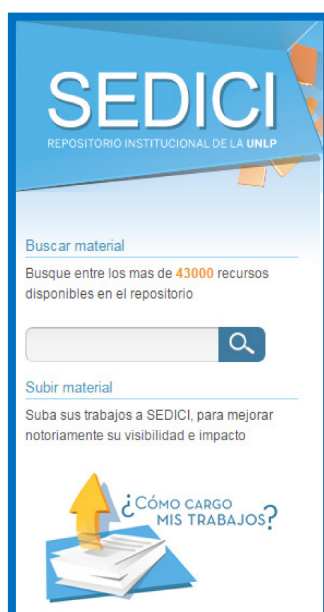 SEDICI
REPOSITORIO INSTITUCIONAL DE LA UNLP
Buscar material
Busque entre los mas de 43000 recursos
disponibles en el repositorio
Subir material
Suba sus trabajos a SEDICI, para mejorar
notoriamente su visibilidad e impacto
¿CÓMO CARGO
MIS TRABAJOS?